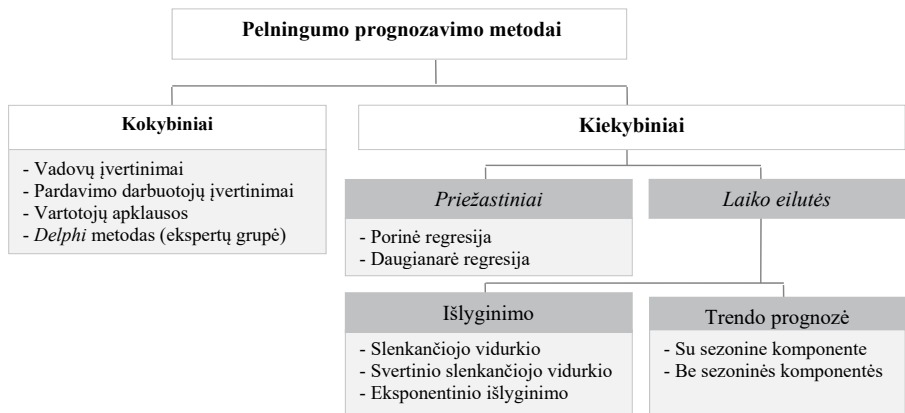 Pelningumo prognozavimo metodai
Kokybiniai
- Vadovų įvertinimai
- Pardavimo darbuotojų įvertinimai
- Vartotojų apklausos
- Delphi metodas (ekspertų grupė)
Kiekybiniai
Priežastiniai
- Porinė regresija
- Daugianarė regresija
Laiko eilutės
Išlyginimo
- Slenkančiojo vidurkio
- Svertinio slenkančiojo vidurkio
- Eksponentinio išlyginimo
Trendo prognozė
- Su sezonine komponente
- Be sezoninės komponentės